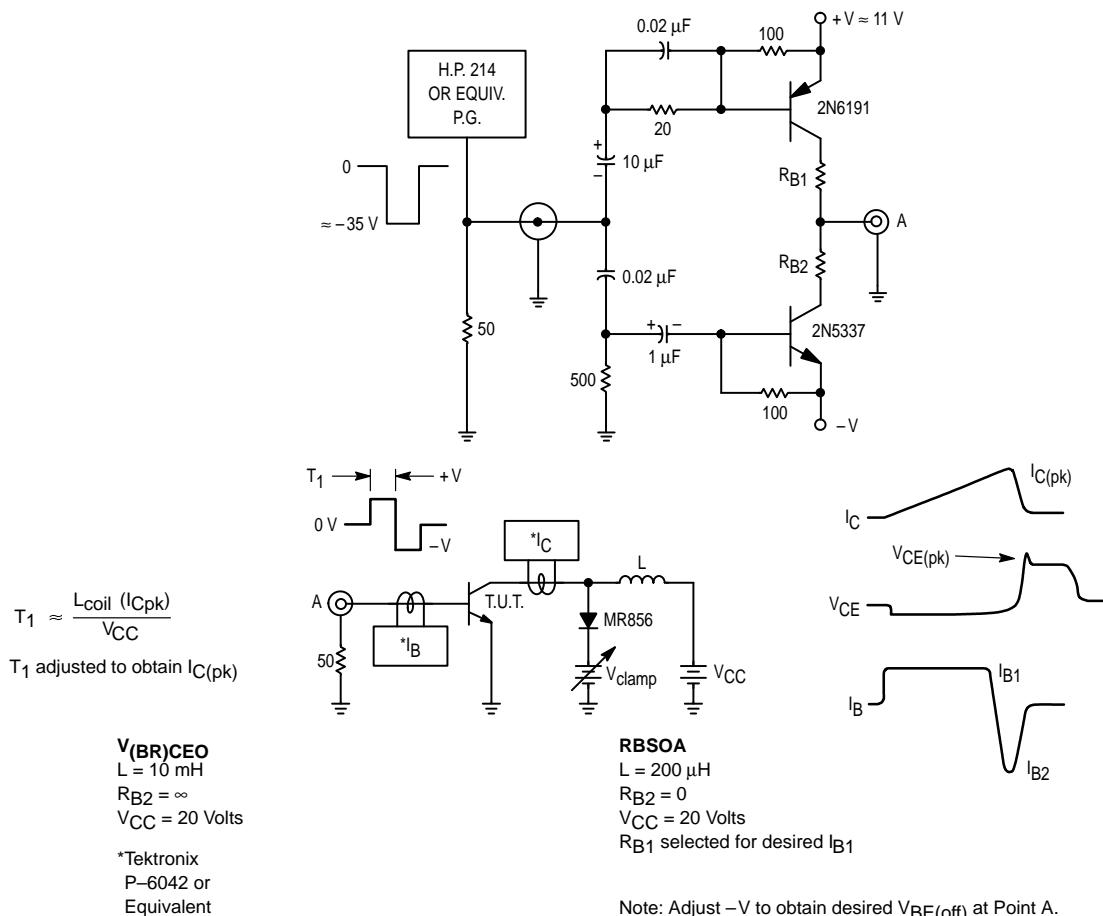 + V ≈ 11 V
0.02 µF
100
H.P. 214
OR EQUIV.
P.G.
2N6191
20
+
10 µF
–
0
RB1
≈ – 35 V
A
RB2
0.02 µF
50
+ –
1 µF
2N5337
500
100
– V
T1
+ V
0 V
– V
*IC
L
A
T.U.T.
MR856
*IB
50
Vclamp
VCC
T1 ≈ Lcoil (ICpk)
VCC
T1 adjusted to obtain IC(pk)
IC(pk)
IC
VCE(pk)
VCE
IB1
IB
IB2
V(BR)CEO
L = 10 mH
RB2 = ∞
VCC = 20 Volts
*Tektronix
P–6042 or
Equivalent
RBSOA
L = 200 µH
RB2 = 0
VCC = 20 Volts
RB1 selected for desired IB1
Note: Adjust –V to obtain desired VBE(off) at Point A.